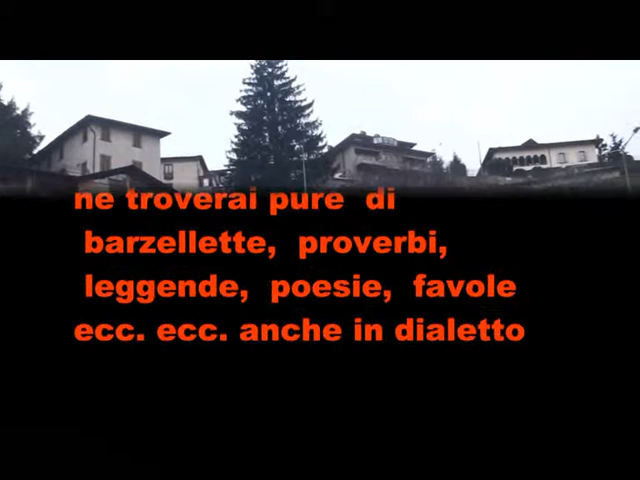 ne troverai pure di
barzellette, proverbi,
leggende, poesie, favole
ecc. ecc. anche in dialetto